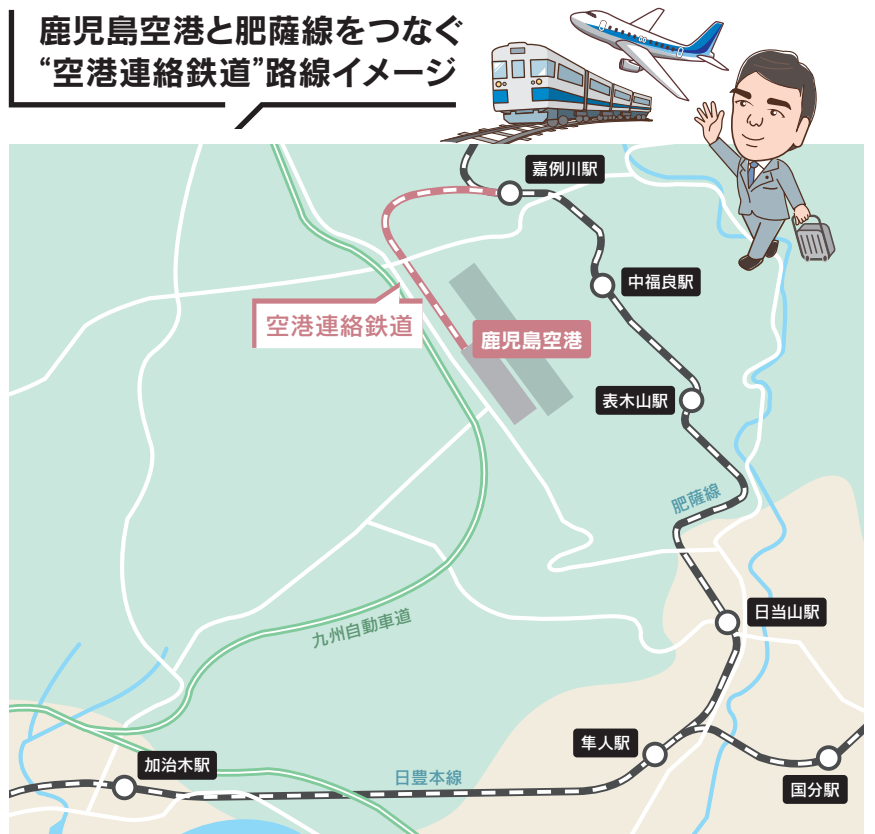 鹿児島空港と肥薩線をつなぐ
“空港連絡鉄道”路線イメージ
嘉例川駅
中福良駅
空港連絡鉄道
鹿児島空港
表木山駅
肥薩線
日当山駅
九州自動車道
隼人駅
加治木駅
日豊本線
国分駅